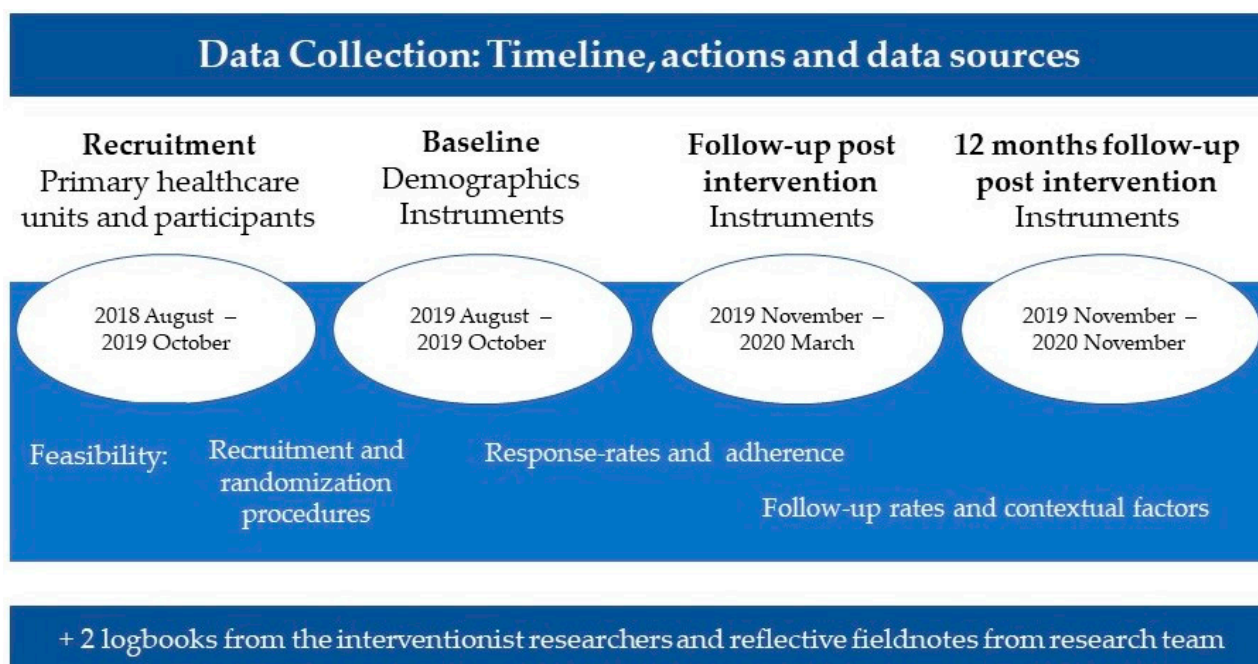 Data Collection: Timeline, actions and data sources
Recruitment
Primary healthcare
units and participants
Baseline
Demographics
Instruments
Follow-up post
intervention
Instruments
12 months follow-up
post intervention
Instruments
2018 August –
2019 October
2019 August –
2019 October
2019 November –
2020 March
2019 November –
2020 November
Feasibility:
Recruitment and
randomization
procedures
Response-rates and adherence
Follow-up rates and contextual factors
+ 2 logbooks from the interventionist researchers and reflective fieldnotes from research team